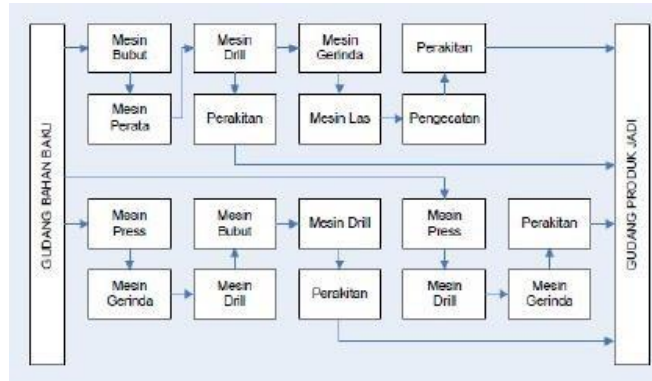 GUDANG BAHAN BAKU
Mesin
Bubut
Mesin
Drill
Mesin
Gerinda
Perakitan
Mesin
Perata
Perakitan
Mesin Las
Pengecatan
Mesin
Press
Mesin
Bubut
Mesin Drill
Mesin
Press
Perakitan
Mesin
Gerinda
Mesin
Drill
Perakitan
Mesin
Drill
Mesin
Gerinda
GUDANG PRODUK JADI